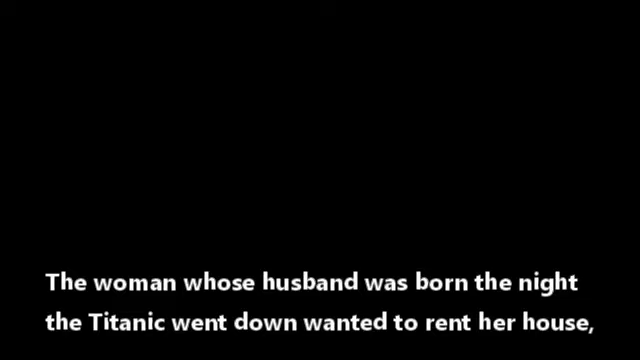 The woman whose husband was born the night
the Titanic went down wanted to rent her house,